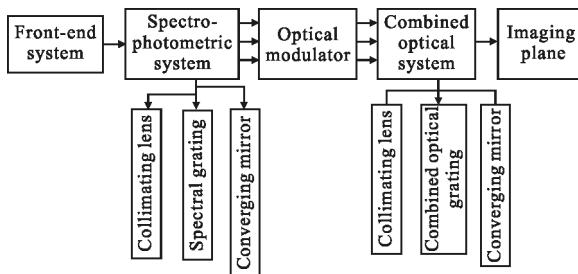 Front-end
system
Spectro-
photometric
system
Optical
modulator
Combined
optical
system
Imaging
plane
Collimating lens
Spectral grating
Converging mirror
Collimating lens
Combined optical
grating
Converging mirror